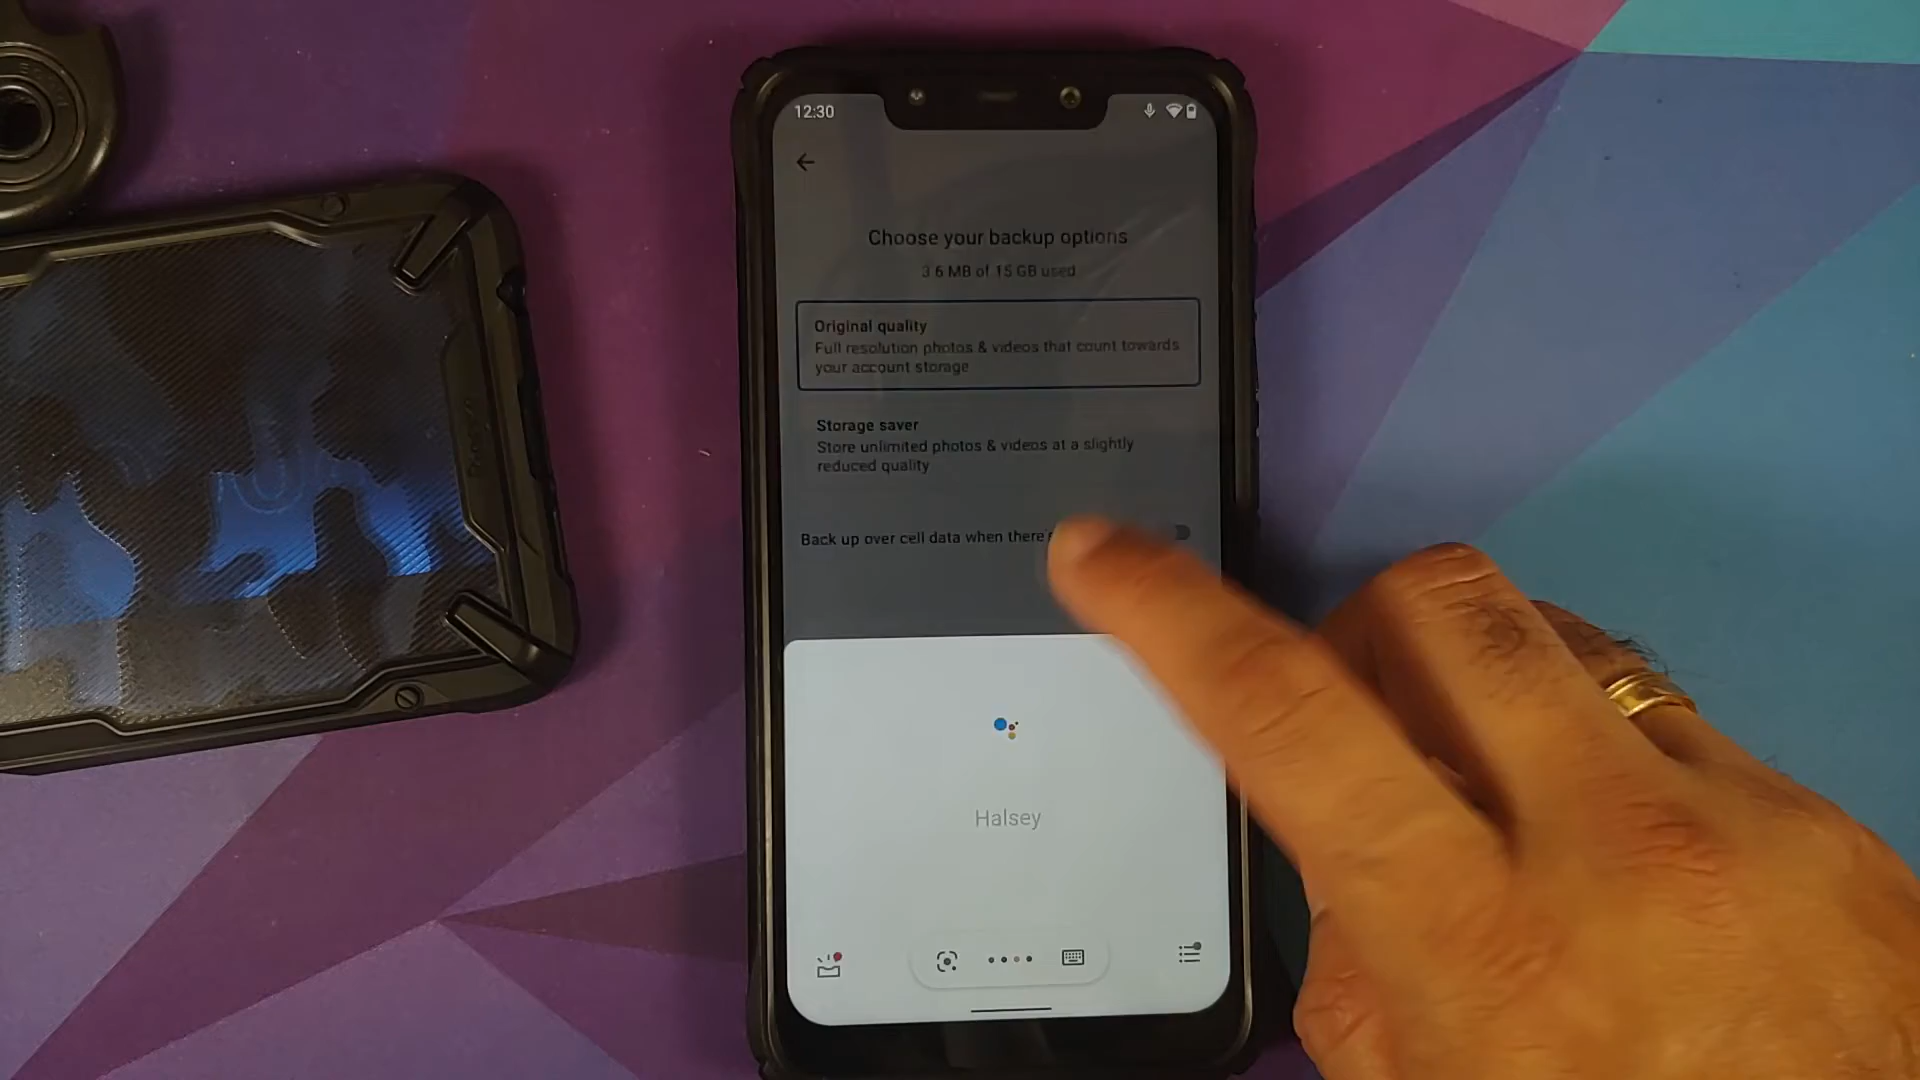 12:30
Choose your backup options
3.6 MB of 15 GB used
Original quality
Full resolution photos & videos that count towards
your account storage
Storage saver
Store unlimited photos & videos at a slightly
reduced quality
Back up over cell data when there's
Halsey